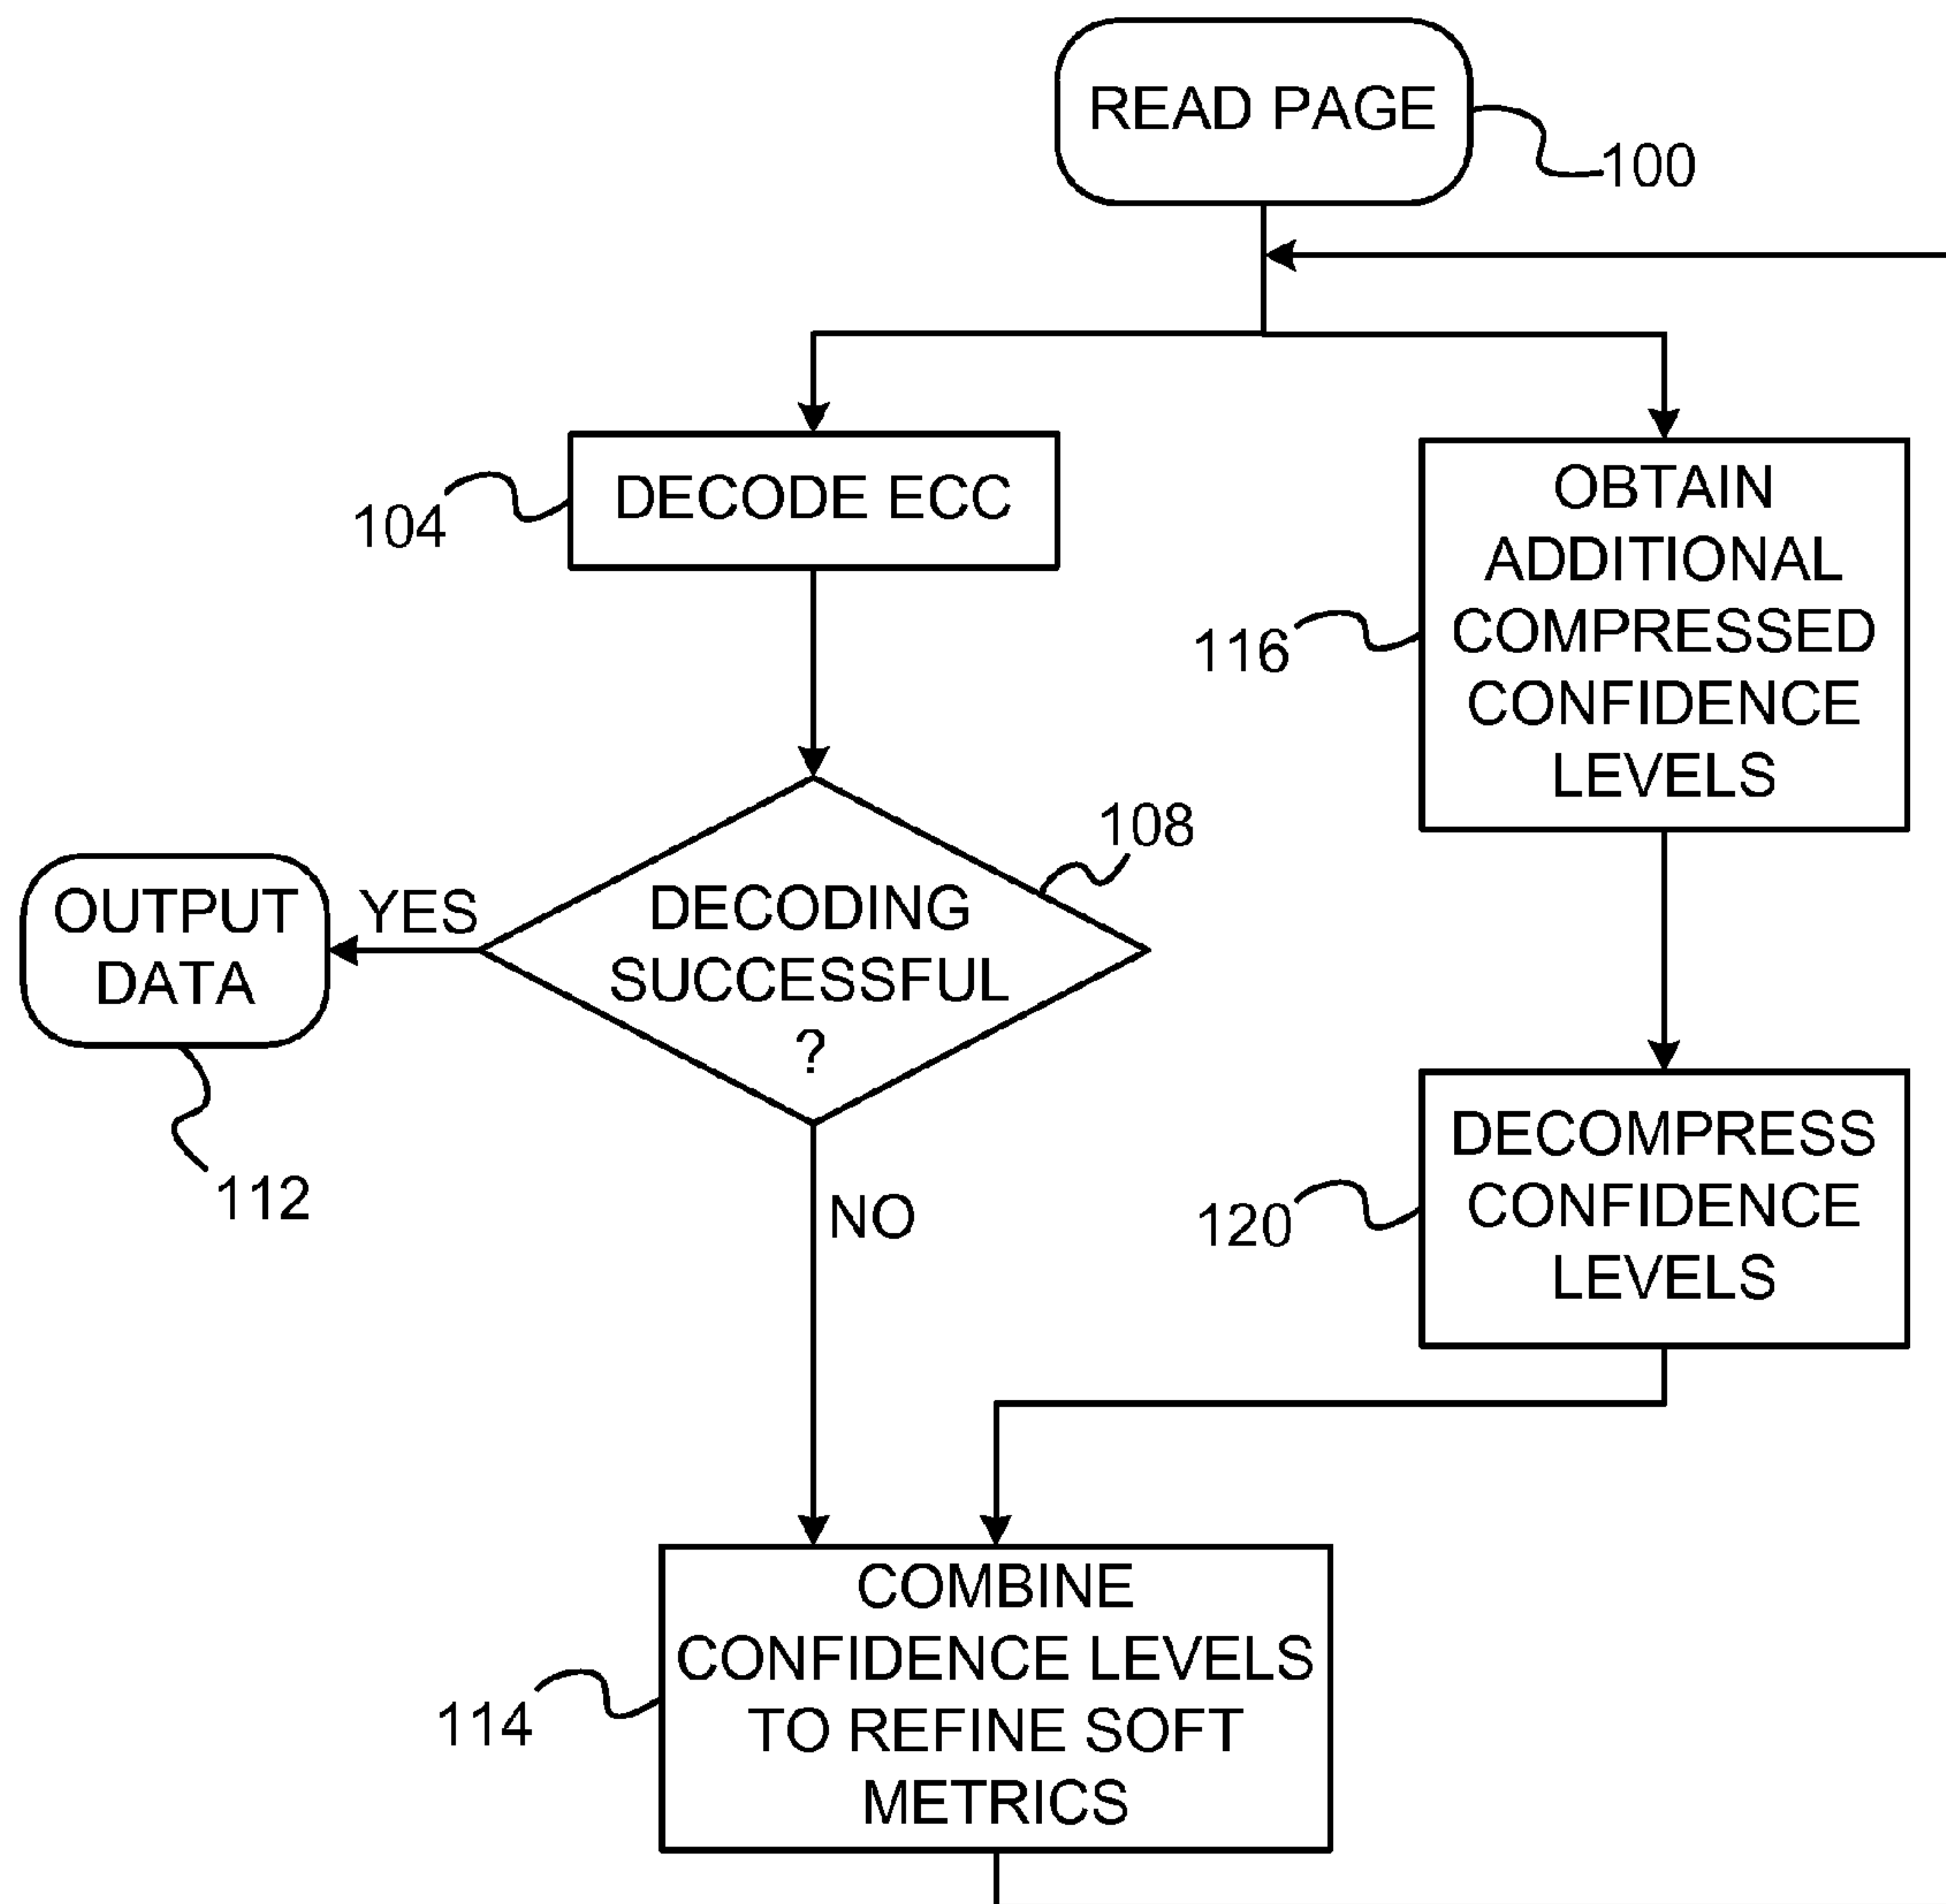 READ PAGE
100
DECODE ECC
104
OBTAIN
ADDITIONAL
COMPRESSED
CONFIDENCE
LEVELS
116
108
DECODING
SUCCESSFUL
?
YES
OUTPUT
DATA
112
NO
DECOMPRESS
CONFIDENCE
LEVELS
120
COMBINE
CONFIDENCE LEVELS
TO REFINE SOFT
METRICS
114